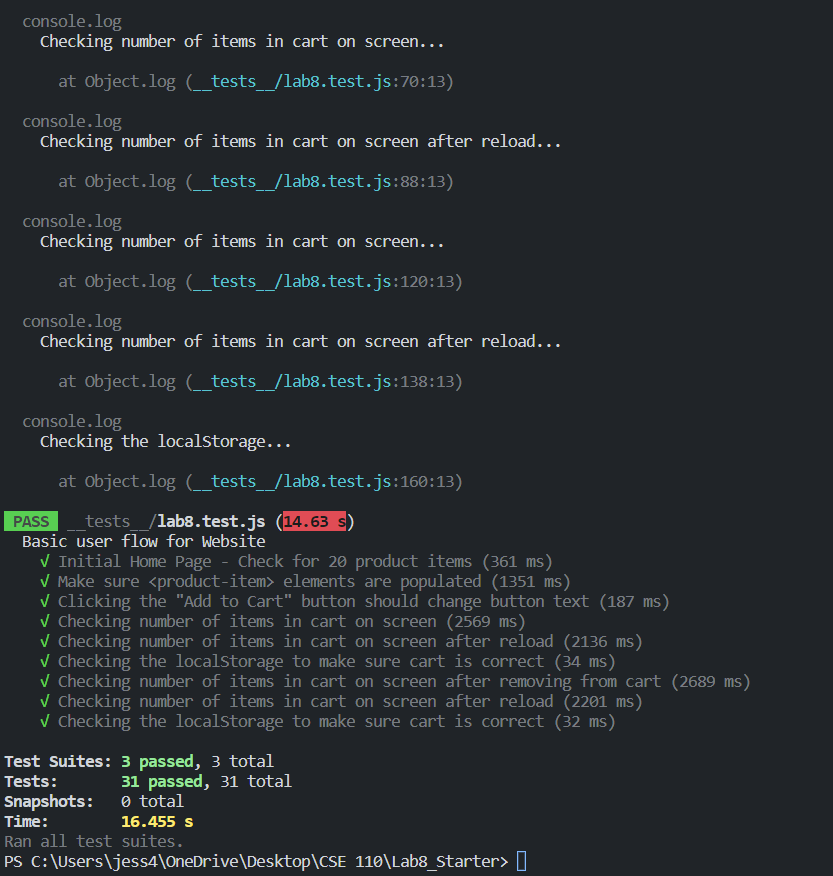 console.log
Checking number of items in cart on screen...
at Object.log (__tests__/lab8.test.js:70:13)
console.log
Checking number of items in cart on screen after reload...
at Object.log (__tests__/lab8.test.js:88:13)
console.log
Checking number of items in cart on screen...
at Object.log (__tests__/lab8.test.js:120:13)
console.log
Checking number of items in cart on screen after reload...
at Object.log (__tests__/lab8.test.js:138:13)
console.log
Checking the localStorage...
at Object.log (__tests__/lab8.test.js:160:13)
PASS __tests__/lab8.test.js (14.63 s)
Basic user flow for Website
√ Initial Home Page - Check for 20 product items (361 ms)
√ Make sure <product-item> elements are populated (1351 ms)
√ Clicking the "Add to Cart" button should change button text (187 ms)
√ Checking number of items in cart on screen (2569 ms)
√ Checking number of items in cart on screen after reload (2136 ms)
√ Checking the localStorage to make sure cart is correct (34 ms)
√ Checking number of items in cart on screen after removing from cart (2689 ms)
√ Checking number of items in cart on screen after reload (2201 ms)
√ Checking the localStorage to make sure cart is correct (32 ms)
Test Suites: 3 passed, 3 total
Tests: 31 passed, 31 total
Snapshots: 0 total
Time: 16.455 s
Ran all test suites.
PS C:\Users\jess4\OneDrive\Desktop\CSE 110\Lab8_Starter>